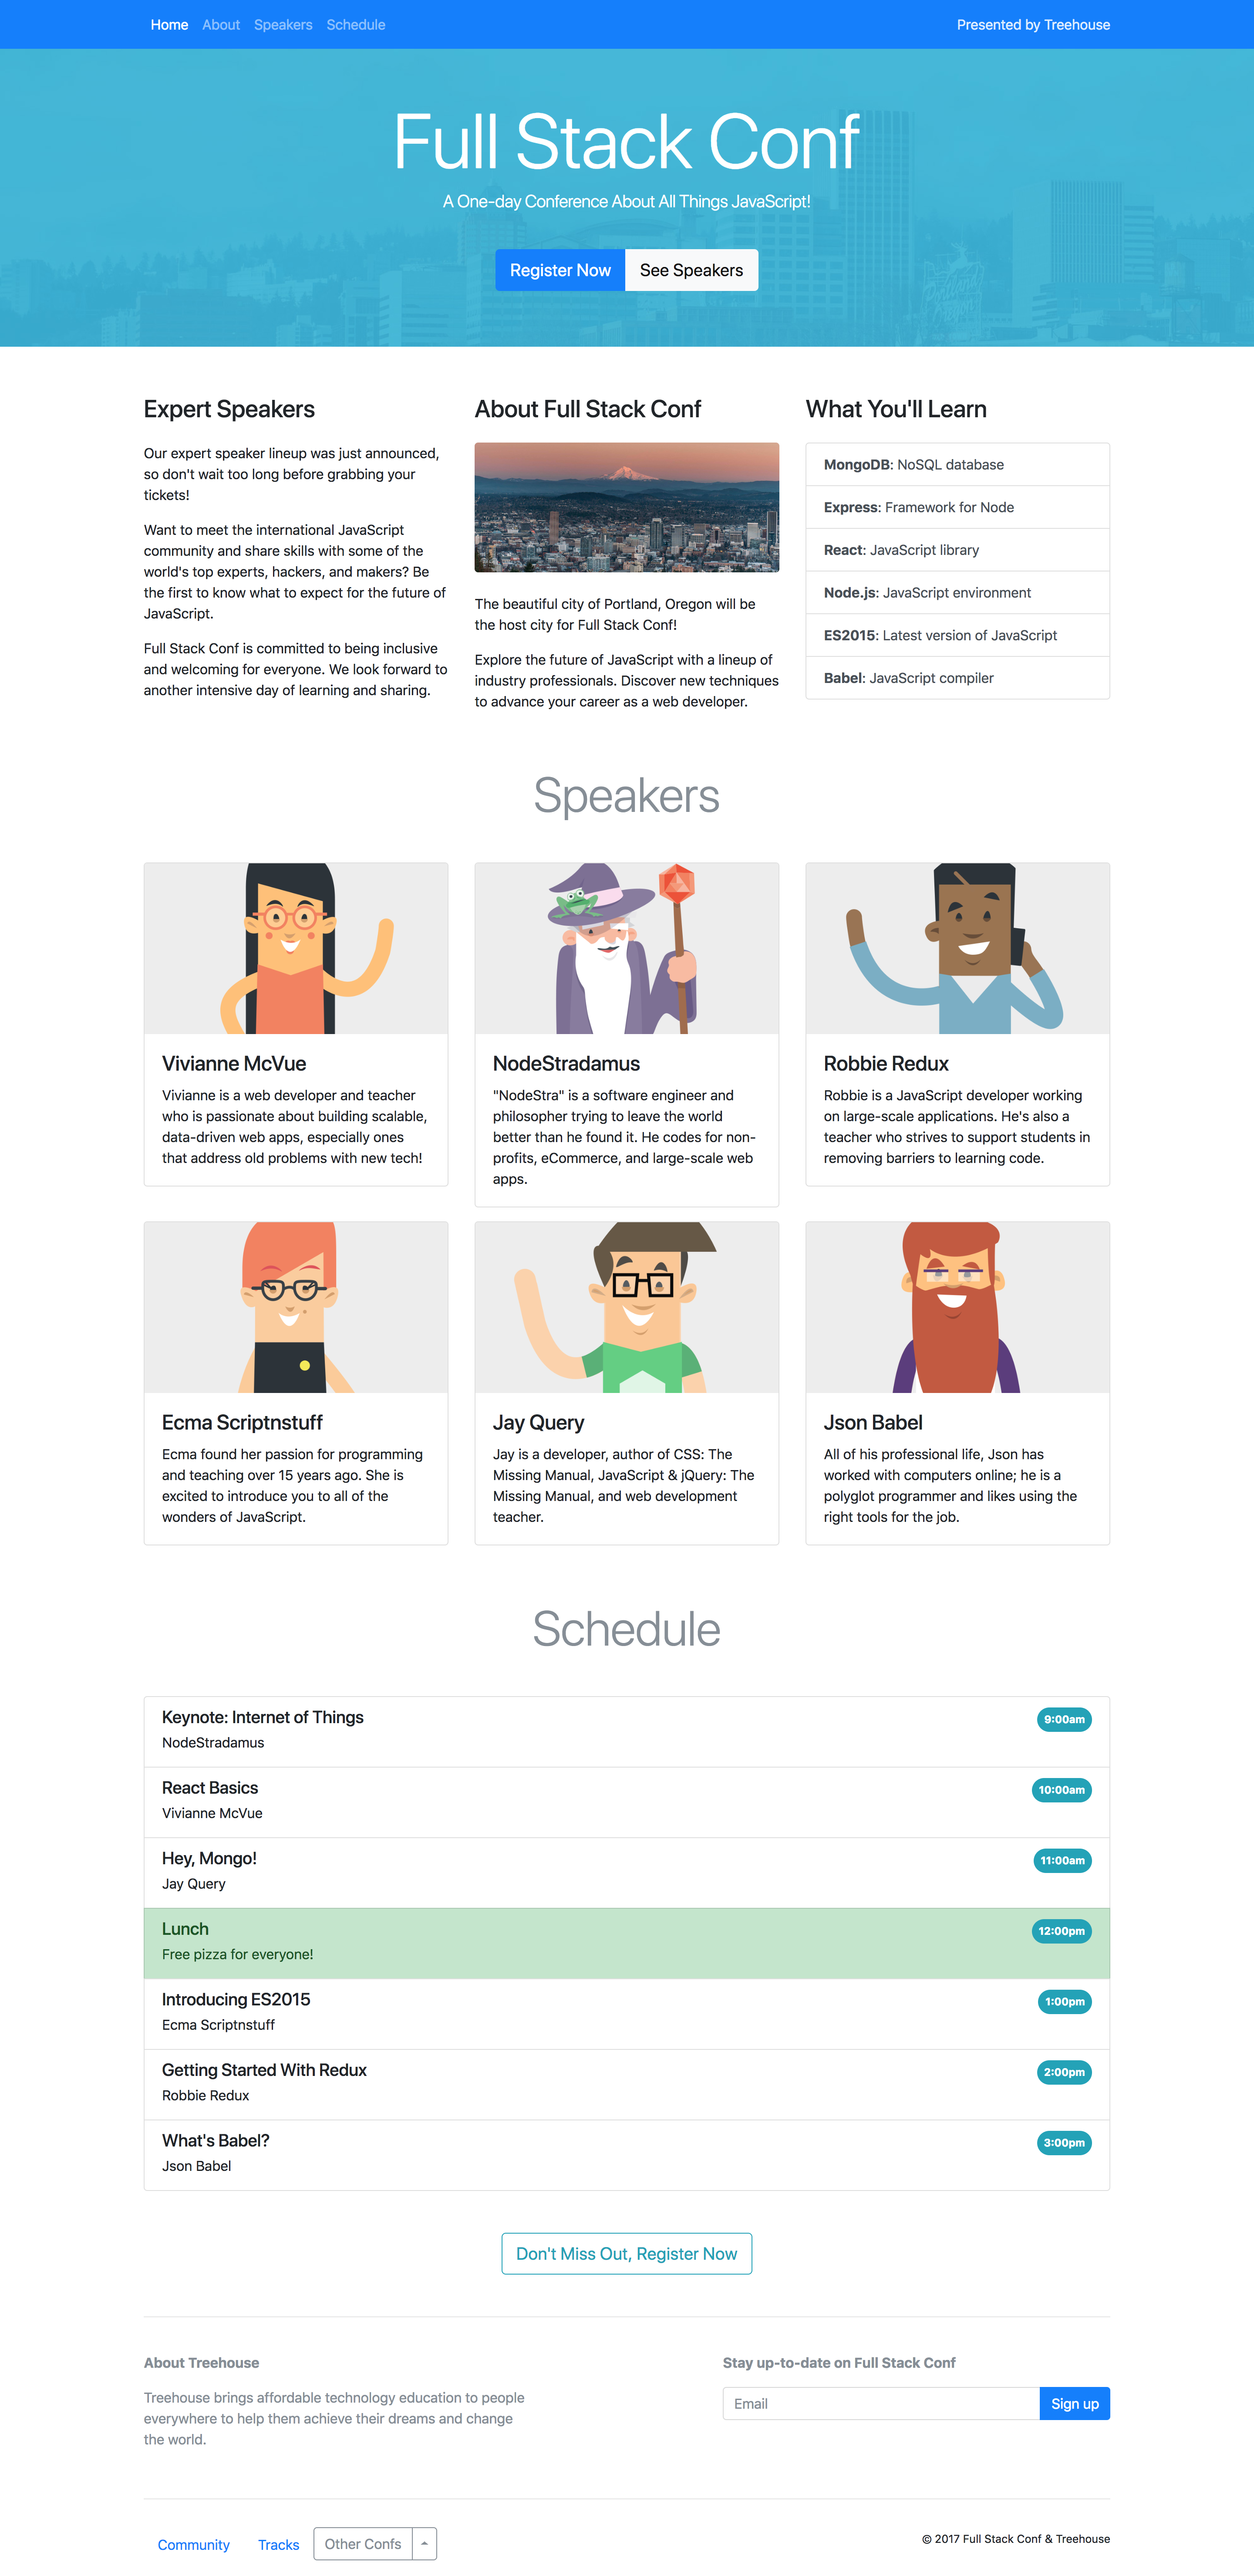 Home About Speakers Schedule Presented by Treehouse
Full Stack Conf
A One-day Conference About All Things JavaScript!
Register Now See Speakers
Expert Speakers
Our expert speaker lineup was just announced,
so don't wait too long before grabbing your
tickets!
Want to meet the international JavaScript
community and share skills with some of the
world's top experts, hackers, and makers? Be
the first to know what to expect for the future of
JavaScript.
Full Stack Conf is committed to being inclusive
and welcoming for everyone. We look forward to
another intensive day of learning and sharing.
About Full Stack Conf
The beautiful city of Portland, Oregon will be
the host city for Full Stack Conf!
Explore the future of JavaScript with a lineup of
industry professionals. Discover new techniques
to advance your career as a web developer.
What You'll Learn
MongoDB: NoSQL database
Express: Framework for Node
React: JavaScript library
Node.js: JavaScript environment
ES2015: Latest version of JavaScript
Babel: JavaScript compiler
Speakers
Vivianne McVue
Vivianne is a web developer and teacher
who is passionate about building scalable,
data-driven web apps, especially ones
that address old problems with new tech!
NodeStradamus
"NodeStra" is a software engineer and
philosopher trying to leave the world
better than he found it. He codes for non-
profits, eCommerce, and large-scale web
apps.
Robbie Redux
Robbie is a JavaScript developer working
on large-scale applications. He's also a
teacher who strives to support students in
removing barriers to learning code.
Ecma Scriptnstuff
Ecma found her passion for programming
and teaching over 15 years ago. She is
excited to introduce you to all of the
wonders of JavaScript.
Jay Query
Jay is a developer, author of CSS: The
Missing Manual, JavaScript & jQuery: The
Missing Manual, and web development
teacher.
Json Babel
All of his professional life, Json has
worked with computers online; he is a
polyglot programmer and likes using the
right tools for the job.
Schedule
Keynote: Internet of Things 9:00am
NodeStradamus
React Basics 10:00am
Vivianne McVue
Hey, Mongo! 11:00am
Jay Query
Lunch 12:00pm
Free pizza for everyone!
Introducing ES2015 1:00pm
Ecma Scriptnstuff
Getting Started With Redux 2:00pm
Robbie Redux
What's Babel? 3:00pm
Json Babel
Don't Miss Out, Register Now
About Treehouse
Treehouse brings affordable technology education to people
everywhere to help them achieve their dreams and change
the world.
Stay up-to-date on Full Stack Conf
Email Sign up
Community Tracks Other Confs
© 2017 Full Stack Conf & Treehouse